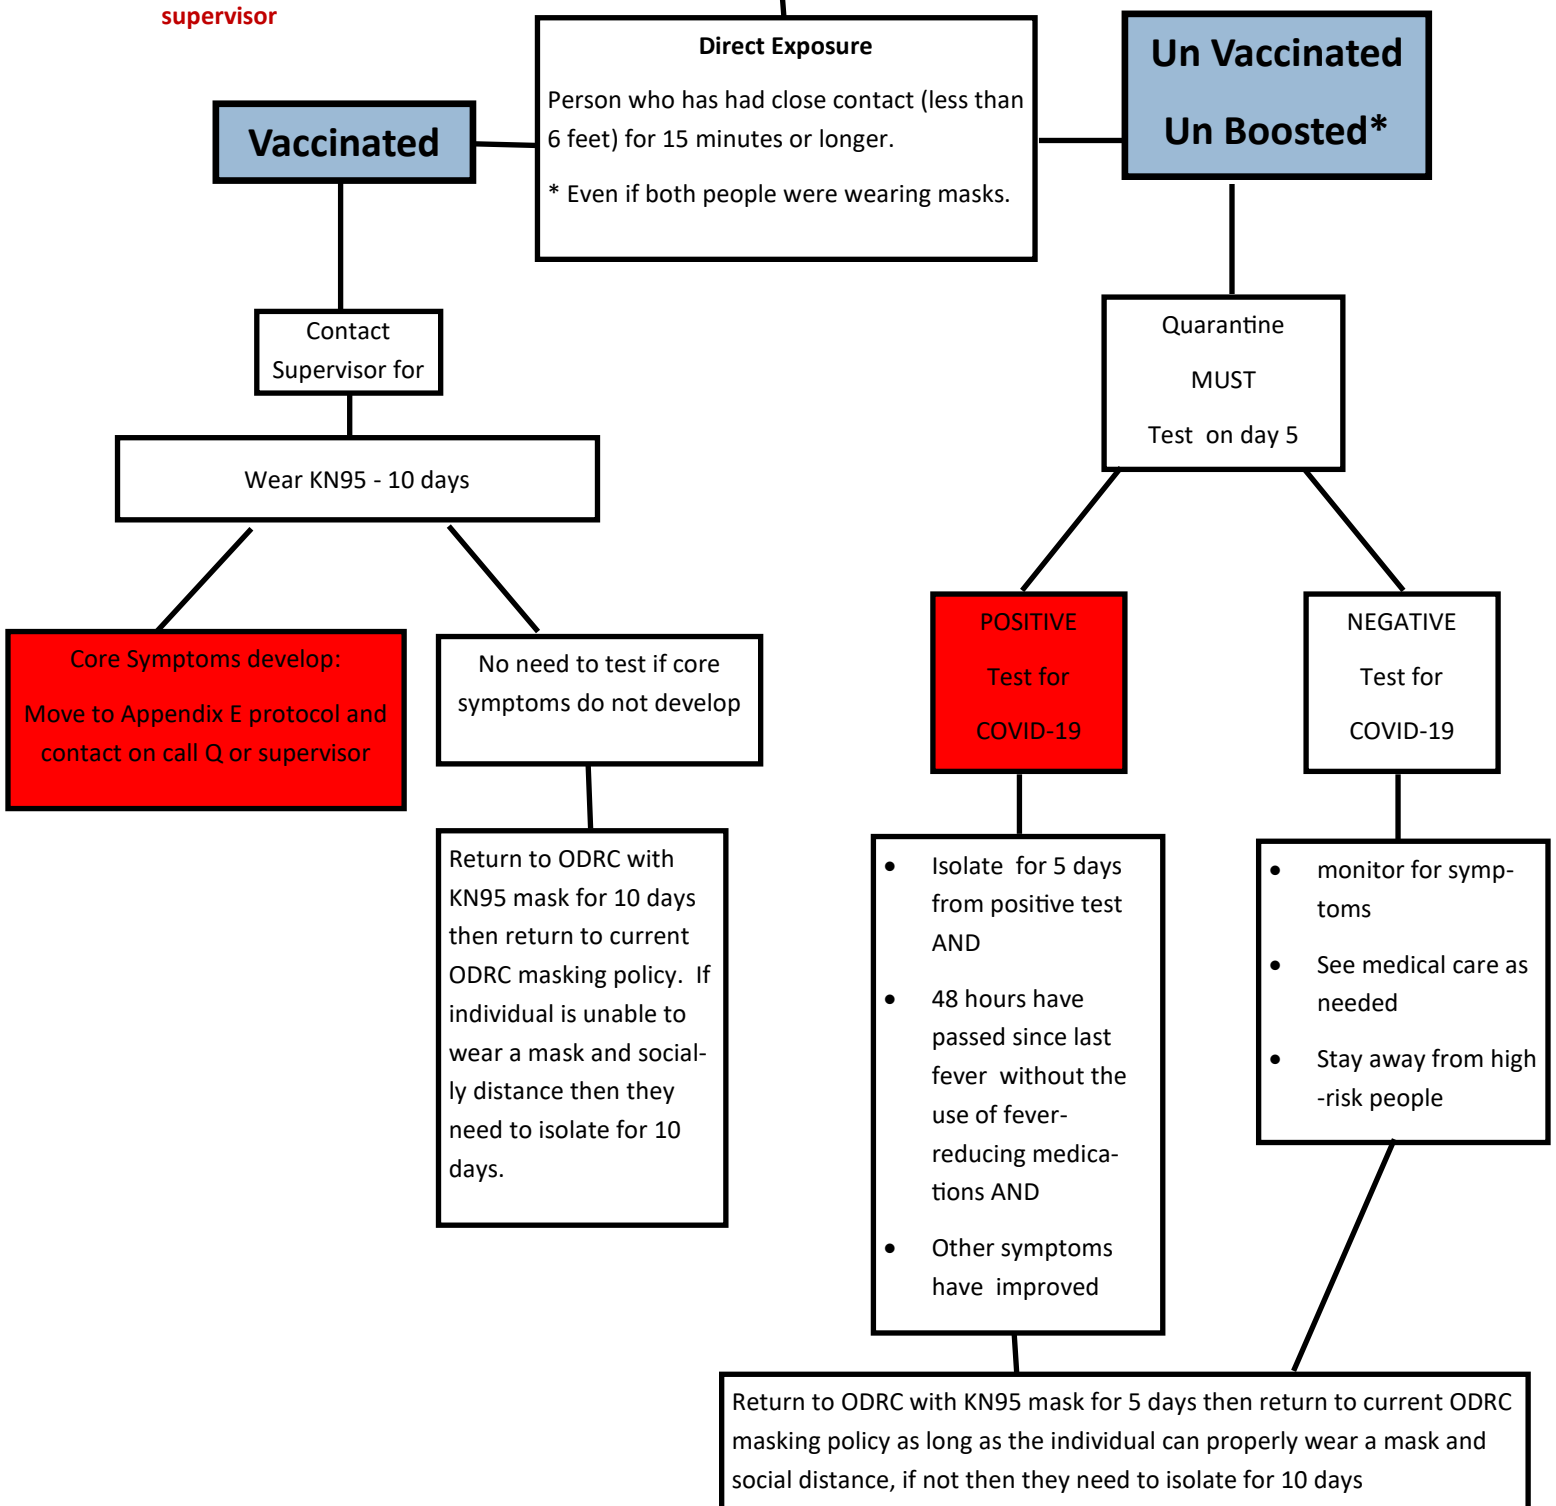 supervisor
Direct Exposure
Person who has had close contact (less than
6 feet) for 15 minutes or longer.
* Even if both people were wearing masks.
Un Vaccinated
Un Boosted*
Vaccinated
Contact
Supervisor for
Quarantine
MUST
Test on day 5
Wear KN95 - 10 days
Core Symptoms develop:
Move to Appendix E protocol and
contact on call Q or supervisor
No need to test if core
symptoms do not develop
POSITIVE
Test for
COVID-19
NEGATIVE
Test for
COVID-19
Return to ODRC with
KN95 mask for 10 days
then return to current
ODRC masking policy. If
individual is unable to
wear a mask and social-
ly distance then they
need to isolate for 10
days.
• Isolate for 5 days
from positive test
AND
• 48 hours have
passed since last
fever without the
use of fever-
reducing medica-
tions AND
• Other symptoms
have improved
• monitor for symp-
toms
• See medical care as
needed
• Stay away from high
-risk people
Return to ODRC with KN95 mask for 5 days then return to current ODRC
masking policy as long as the individual can properly wear a mask and
social distance, if not then they need to isolate for 10 days